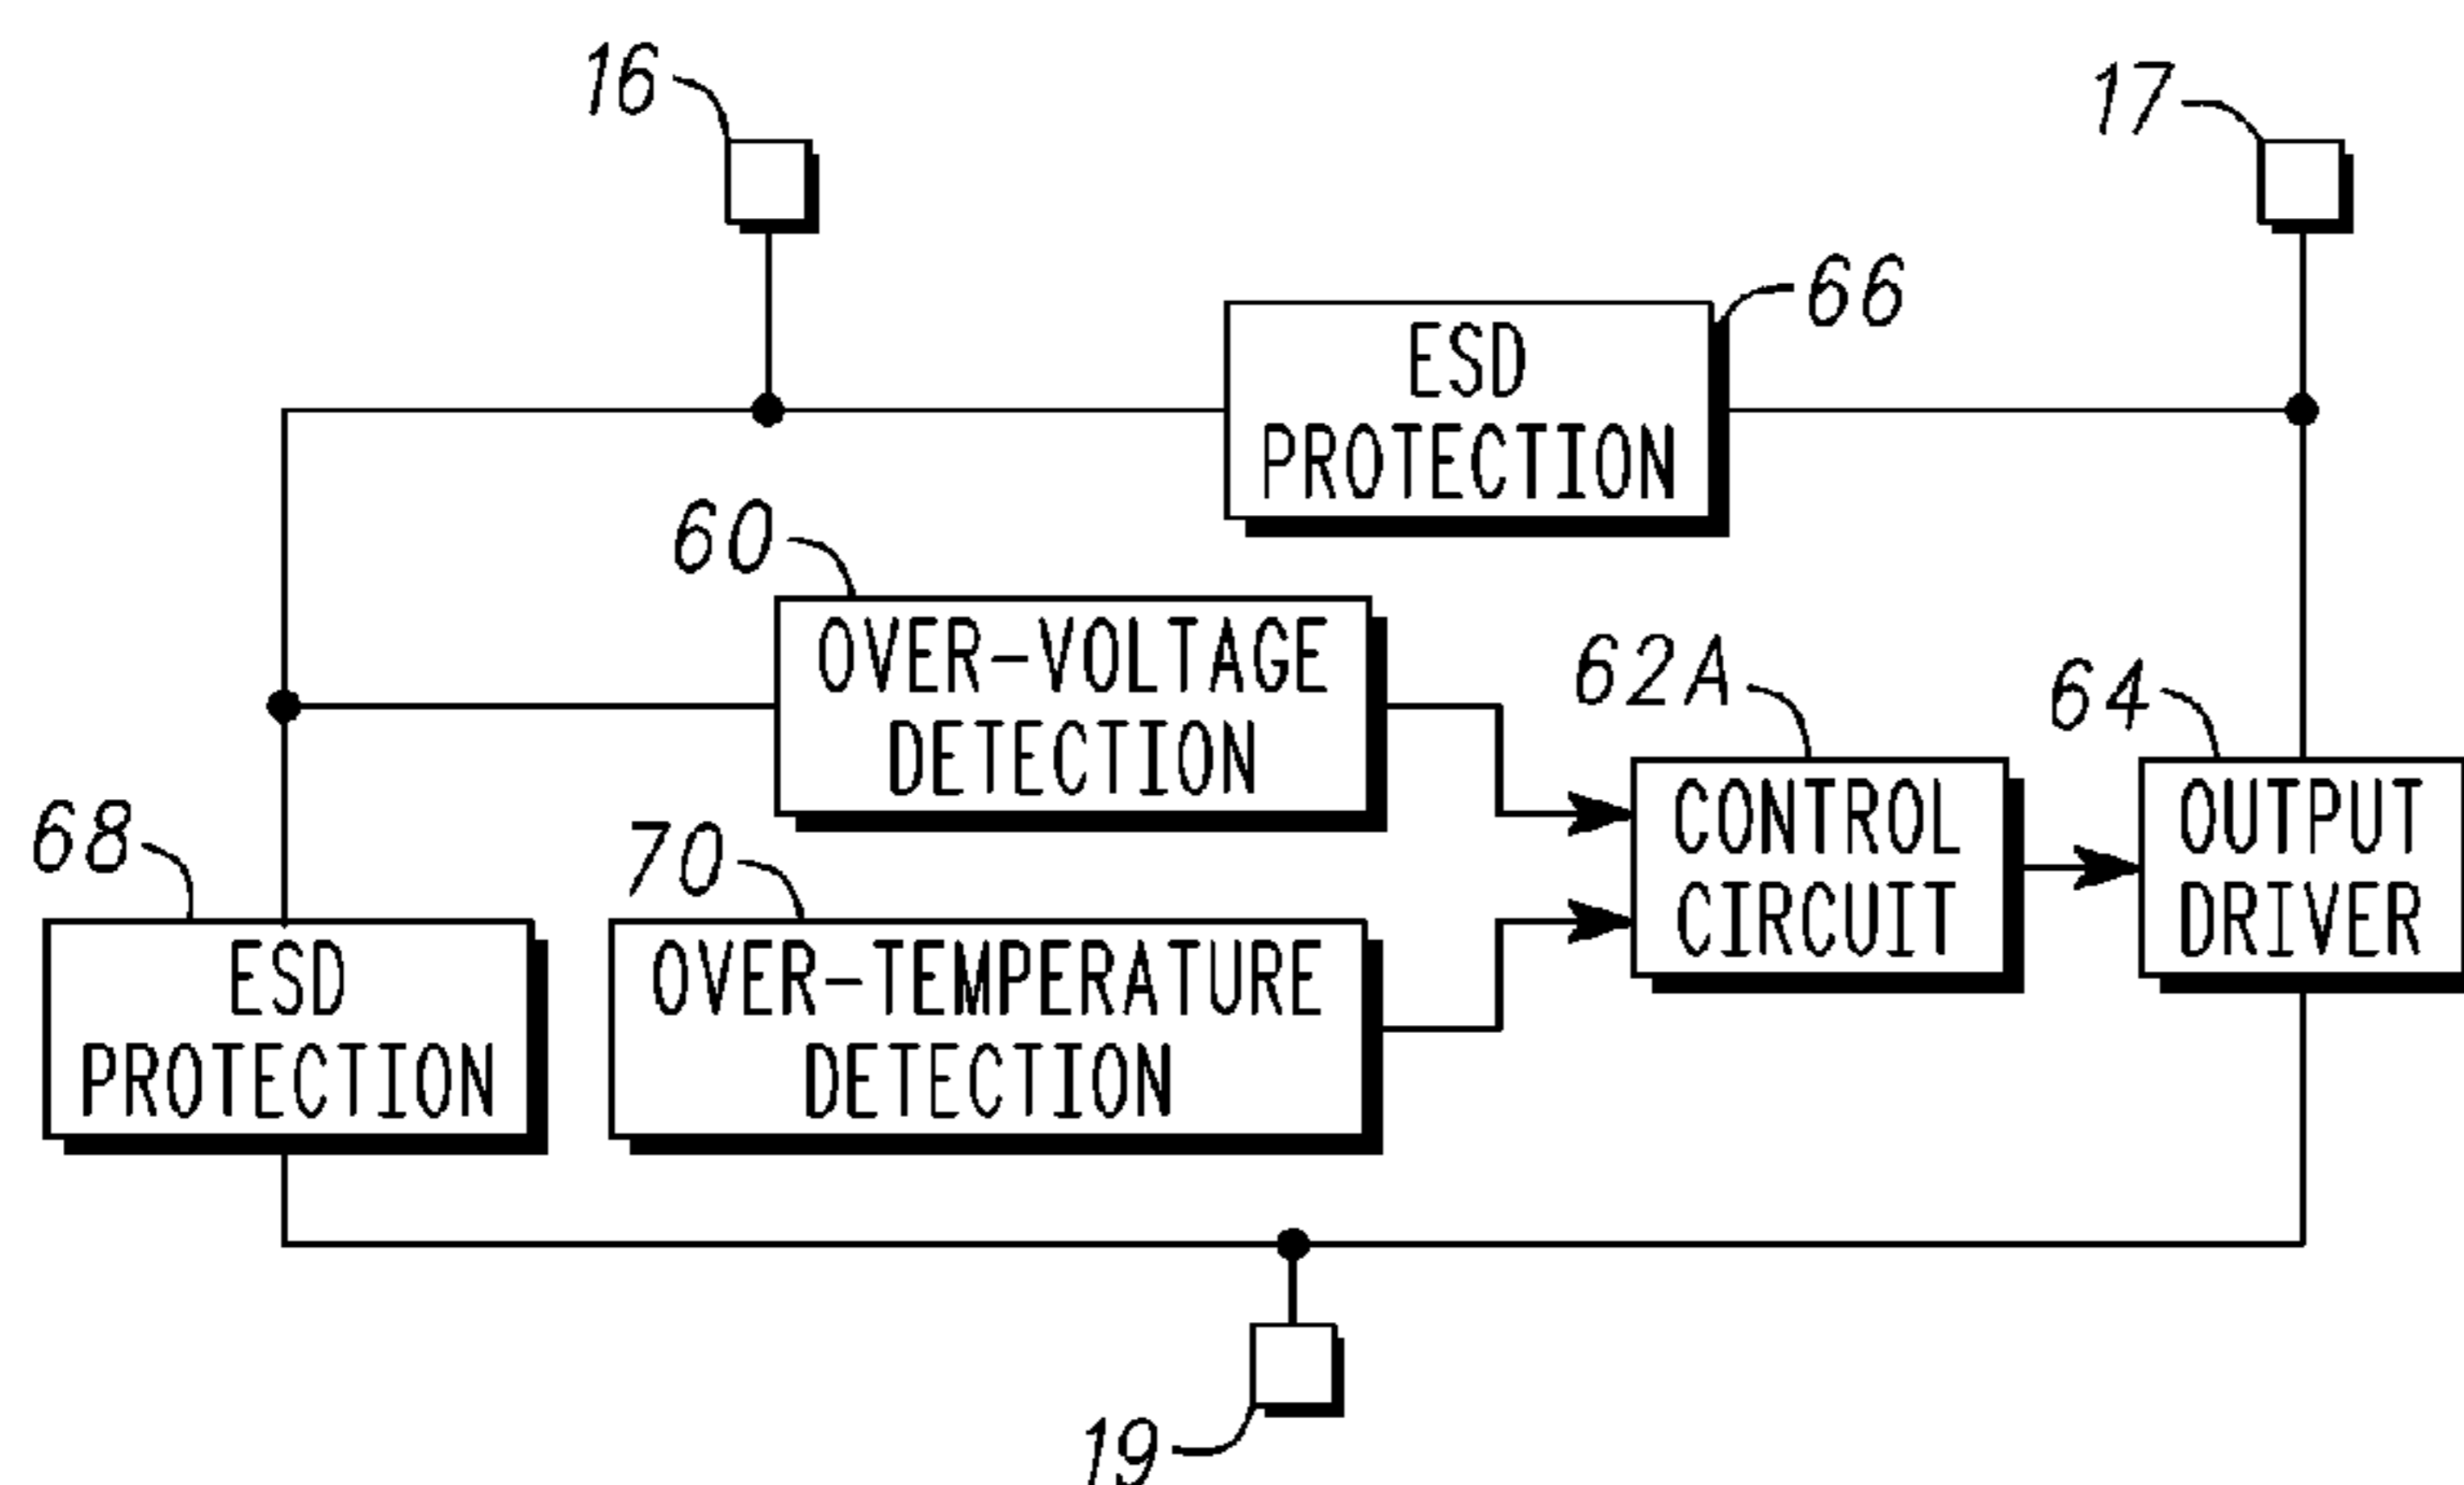 16
17
66
ESD
PROTECTION
60
OVER-VOLTAGE
DETECTION
62A
CONTROL
CIRCUIT
64
OUTPUT
DRIVER
68
ESD
PROTECTION
70
OVER-TEMPERATURE
DETECTION
19